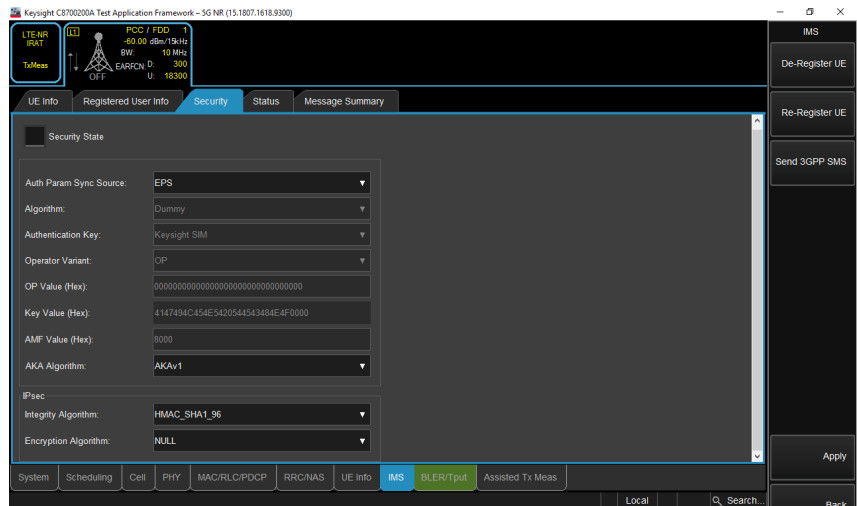 Keysight C8700200A Test Application Framework – 5G NR (15.1807.1618.9300)
LTE-NR
IRAT
TxMeas
L1
PCC / FDD 1
-60.00 dBm/15kHz
BW: 10 MHz
EARFCN: D: 300
U: 18300
OFF
IMS
De-Register UE
Re-Register UE
Send 3GPP SMS
Apply
Back
UE Info
Registered User Info
Security
Status
Message Summary
Security State
Auth Param Sync Source: EPS
Algorithm: Dummy
Authentication Key: Keysight SIM
Operator Variant: OP
OP Value (Hex): 00000000000000000000000000000000
Key Value (Hex): 4147494C454E5420544543484E4F0000
AMF Value (Hex): 8000
AKA Algorithm: AKAv1
IPsec
Integrity Algorithm: HMAC_SHA1_96
Encryption Algorithm: NULL
System
Scheduling
Cell
PHY
MAC/RLC/PDCP
RRC/NAS
UE Info
IMS
BLER/Tput
Assisted Tx Meas
Local
Search...